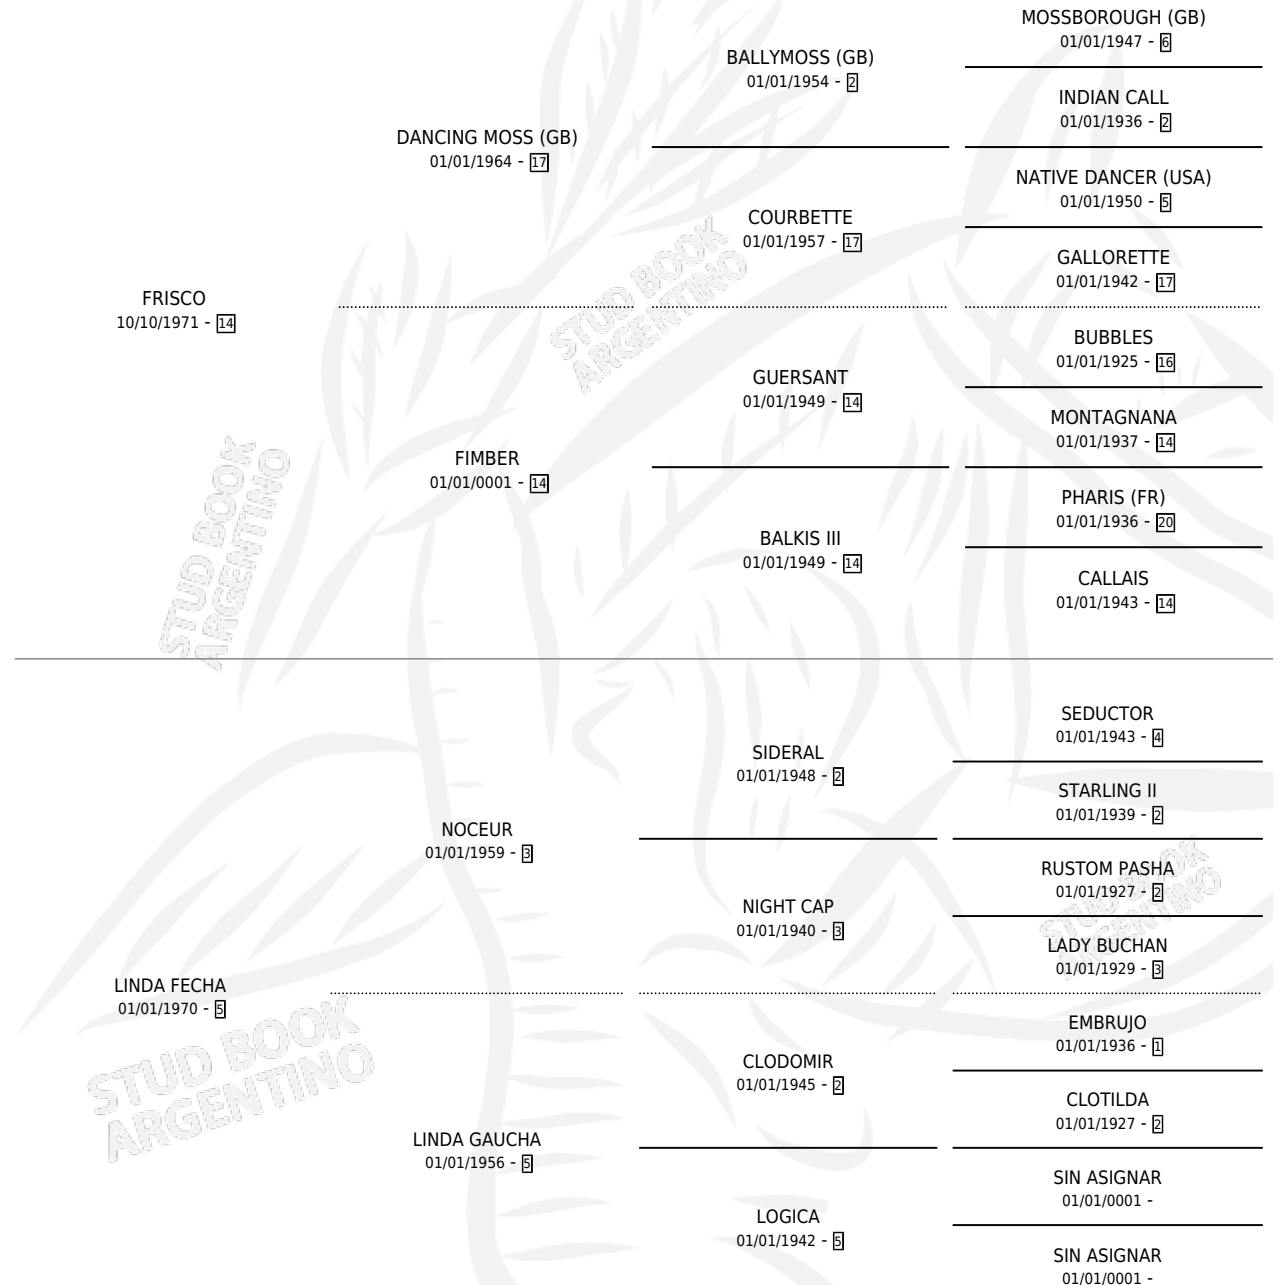 MOSSBOROUGH (GB)
01/01/1947 - 6
BALLYMOSS (GB)
01/01/1954 - 2
INDIAN CALL
01/01/1936 - 2
DANCING MOSS (GB)
01/01/1964 - 17
NATIVE DANCER (USA)
01/01/1950 - 5
COURBETTE
01/01/1957 - 17
GALLORETTE
01/01/1942 - 17
FRISCO
10/10/1971 - 14
BUBBLES
01/01/1925 - 16
GUERSANT
01/01/1949 - 14
MONTAGNANA
01/01/1937 - 14
FIMBER
01/01/0001 - 14
PHARIS (FR)
01/01/1936 - 20
BALKIS III
01/01/1949 - 14
CALLAIS
01/01/1943 - 14
SEDUCTOR
01/01/1943 - 4
SIDERAL
01/01/1948 - 2
STARLING II
01/01/1939 - 2
NOCEUR
01/01/1959 - 3
RUSTOM PASHA
01/01/1927 - 2
NIGHT CAP
01/01/1940 - 3
LADY BUCHAN
01/01/1929 - 3
LINDA FECHA
01/01/1970 - 5
EMBRUJO
01/01/1936 - 1
CLODOMIR
01/01/1945 - 2
CLOTILDA
01/01/1927 - 2
LINDA GAUCHA
01/01/1956 - 5
SIN ASIGNAR
01/01/0001 -
LOGICA
01/01/1942 - 5
SIN ASIGNAR
01/01/0001 -
STUD BOOK
ARGENTINO
STUD BOOK
ARGENTINO
STUD BOOK
ARGENTINO
STUD BOOK
ARGENTINO